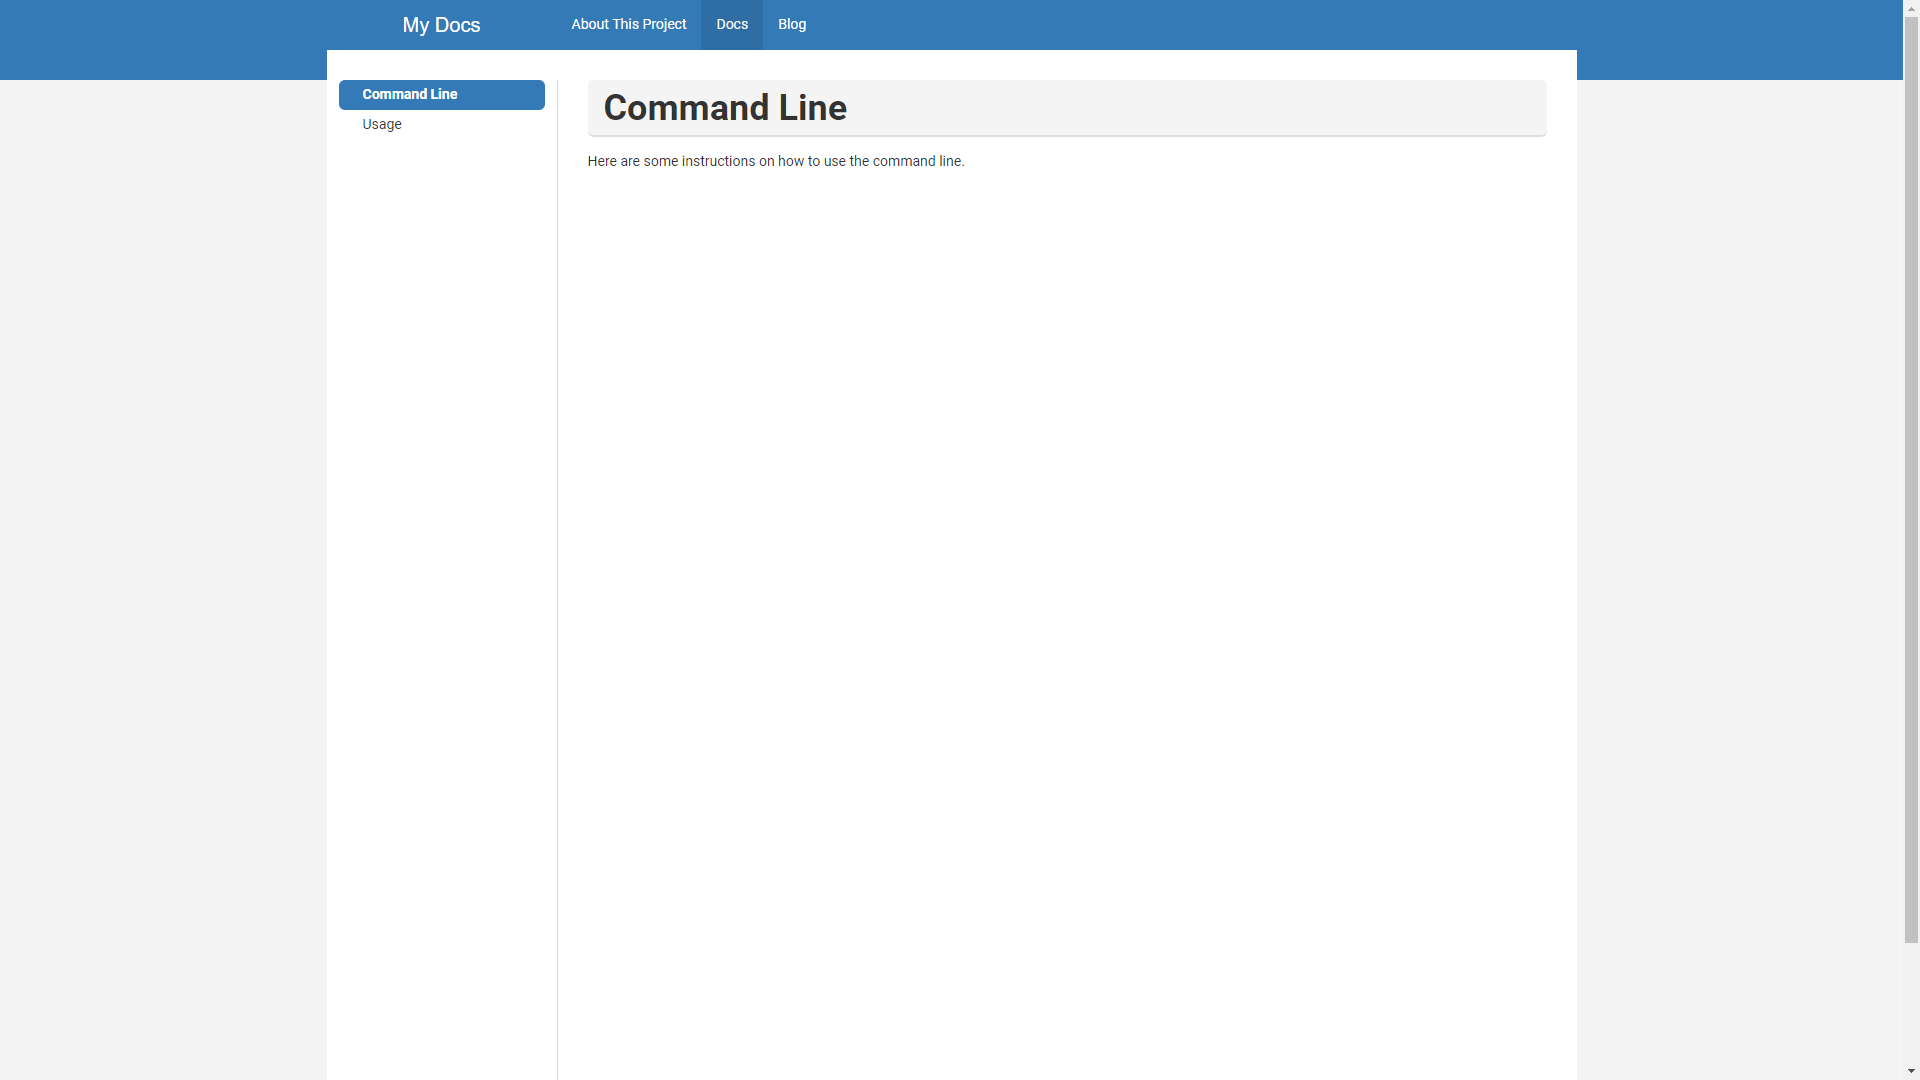 My Docs
About This Project
Docs
Blog
Command Line
Usage
Command Line
Here are some instructions on how to use the command line.